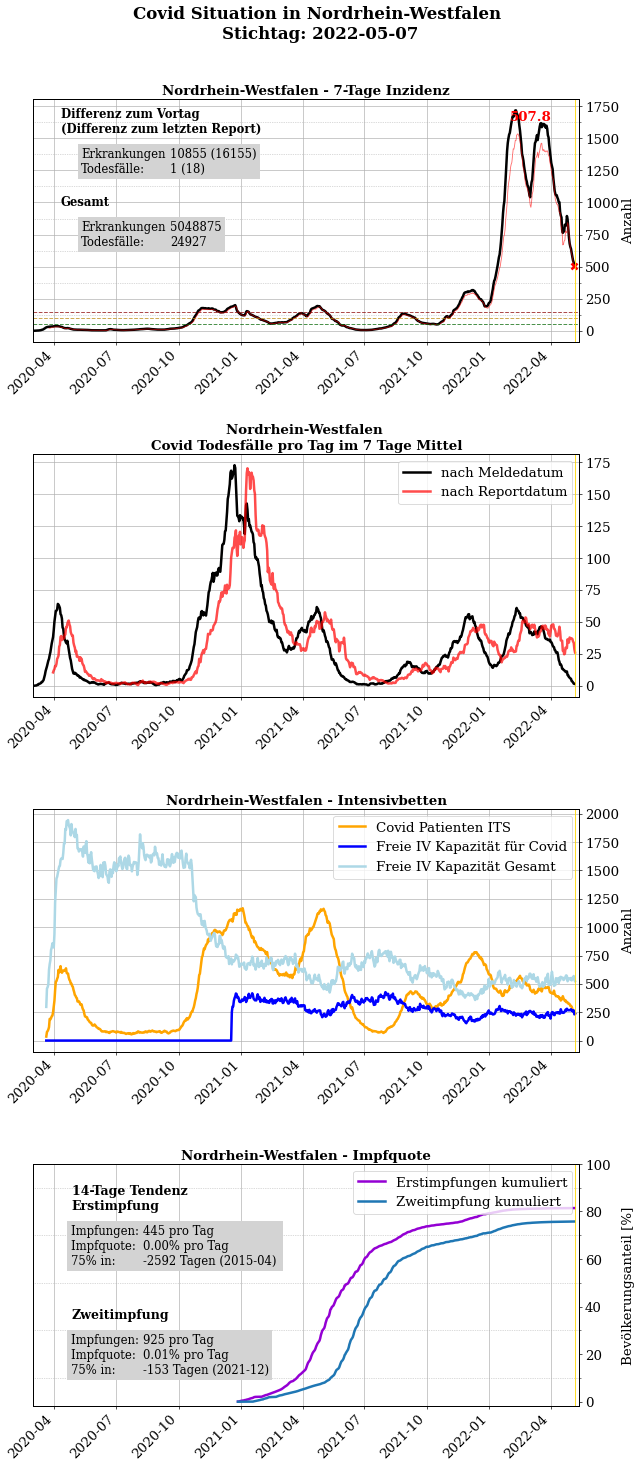 Covid Situation in Nordrhein-Westfalen
Stichtag: 2022-05-07
Nordrhein-Westfalen - 7-Tage Inzidenz
Differenz zum Vortag
(Differenz zum letzten Report)
Erkrankungen 10855 (16155)
Todesfälle: 1 (18)
Gesamt
Erkrankungen 5048875
Todesfälle: 24927
1750
1500
1250
1000
750
500
250
0
Anzahl
2020-04
2020-07
2020-10
2021-01
2021-04
2021-07
2021-10
2022-01
2022-04
Nordrhein-Westfalen
Covid Todesfälle pro Tag im 7 Tage Mittel
nach Meldedatum
nach Reportdatum
175
150
125
100
75
50
25
0
2020-04
2020-07
2020-10
2021-01
2021-04
2021-07
2021-10
2022-01
2022-04
Nordrhein-Westfalen - Intensivbetten
Covid Patienten ITS
Freie IV Kapazität für Covid
Freie IV Kapazität Gesamt
2000
1750
1500
1250
1000
750
500
250
0
Anzahl
2020-04
2020-07
2020-10
2021-01
2021-04
2021-07
2021-10
2022-01
2022-04
Nordrhein-Westfalen - Impfquote
14-Tage Tendenz
Erstimpfung
Impfungen: 445 pro Tag
Impfquote: 0.00% pro Tag
75% in: -2592 Tagen (2015-04)
Zweitimpfung
Impfungen: 925 pro Tag
Impfquote: 0.01% pro Tag
75% in: -153 Tagen (2021-12)
Erstimpfungen kumuliert
Zweitimpfung kumuliert
100
80
60
40
20
0
Bevölkerungsanteil [%]
2020-04
2020-07
2020-10
2021-01
2021-04
2021-07
2021-10
2022-01
2022-04